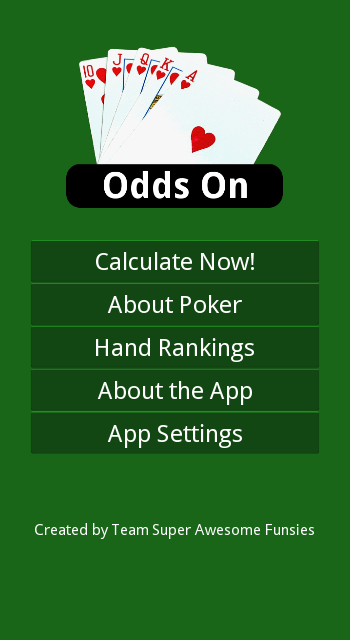 10 J Q K A
Odds On
Calculate Now!
About Poker
Hand Rankings
About the App
App Settings
Created by Team Super Awesome Funsies